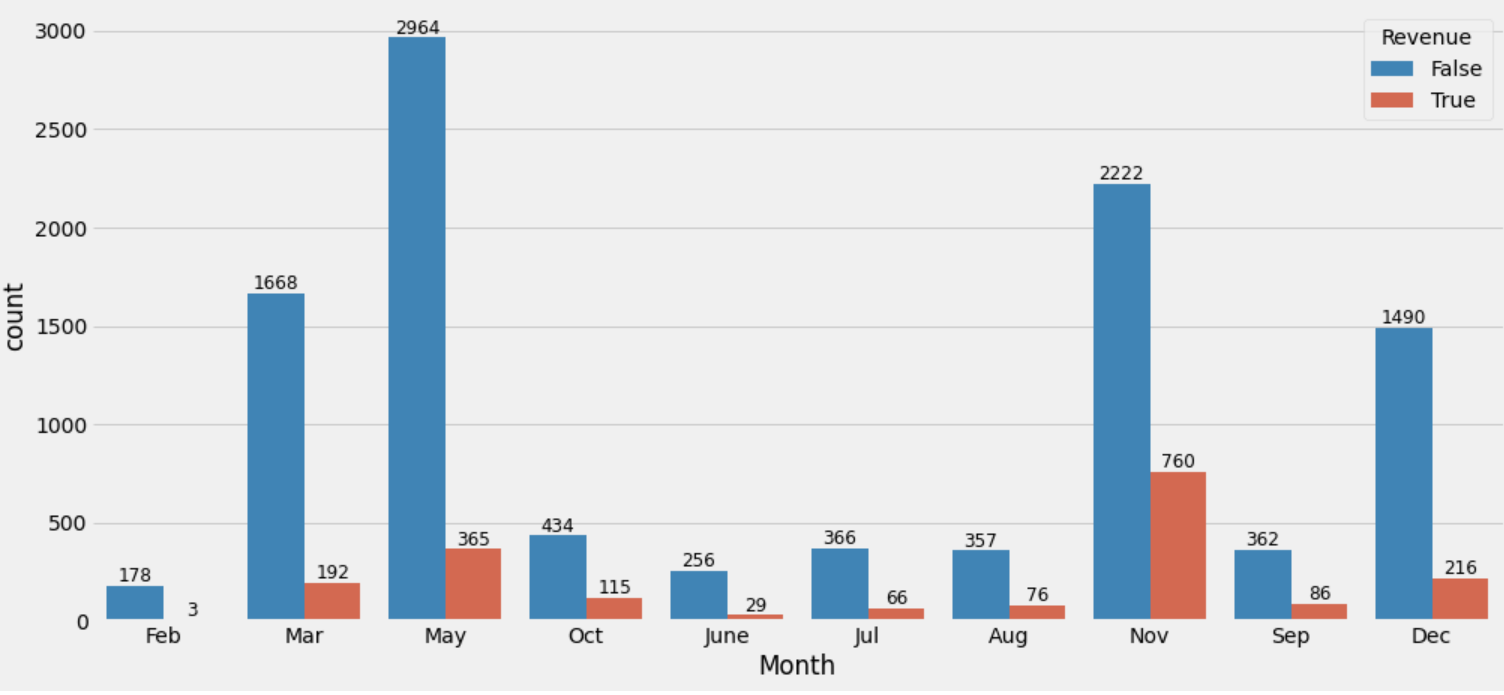 3000
2500
2000
1500
1000
500
0
count
2964
2222
1668
1490
760
434
365
366
357
362
256
216
178
192
115
29
66
76
86
3
Feb
Mar
May
Oct
June
Jul
Aug
Nov
Sep
Dec
Month
Revenue
False
True